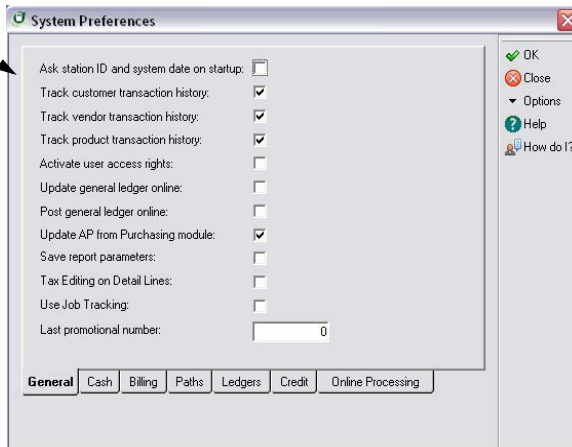 System Preferences
Ask station ID and system date on startup:
Track customer transaction history:
Track vendor transaction history:
Track product transaction history:
Activate user access rights:
Update general ledger online:
Post general ledger online:
Update AP from Purchasing module:
Save report parameters:
Tax Editing on Detail Lines:
Use Job Tracking:
Last promotional number: 0
General Cash Billing Paths Ledgers Credit Online Processing
OK
Close
Options
Help
How do I?